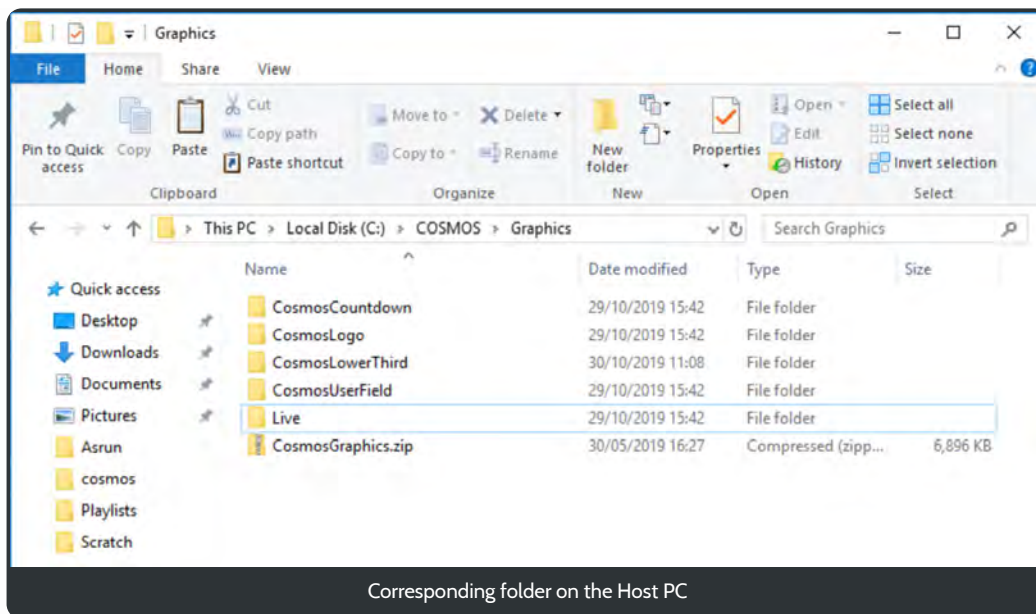 Graphics
File Home Share View
Pin to Quick access
Copy
Paste
Cut
Copy path
Paste shortcut
Clipboard
Move to
Copy to
Delete
Rename
Organize
New folder
New
Properties
Open
Edit
History
Open
Select all
Select none
Invert selection
Select
This PC > Local Disk (C:) > COSMOS > Graphics
Search Graphics
Name Date modified Type Size
Quick access
Desktop
Downloads
Documents
Pictures
Asrun
cosmos
Playlists
Scratch
CosmosCountdown 29/10/2019 15:42 File folder
CosmosLogo 29/10/2019 15:42 File folder
CosmosLowerThird 30/10/2019 11:08 File folder
CosmosUserField 29/10/2019 15:42 File folder
Live 29/10/2019 15:42 File folder
CosmosGraphics.zip 30/05/2019 16:27 Compressed (zipp... 6,896 KB
Corresponding folder on the Host PC